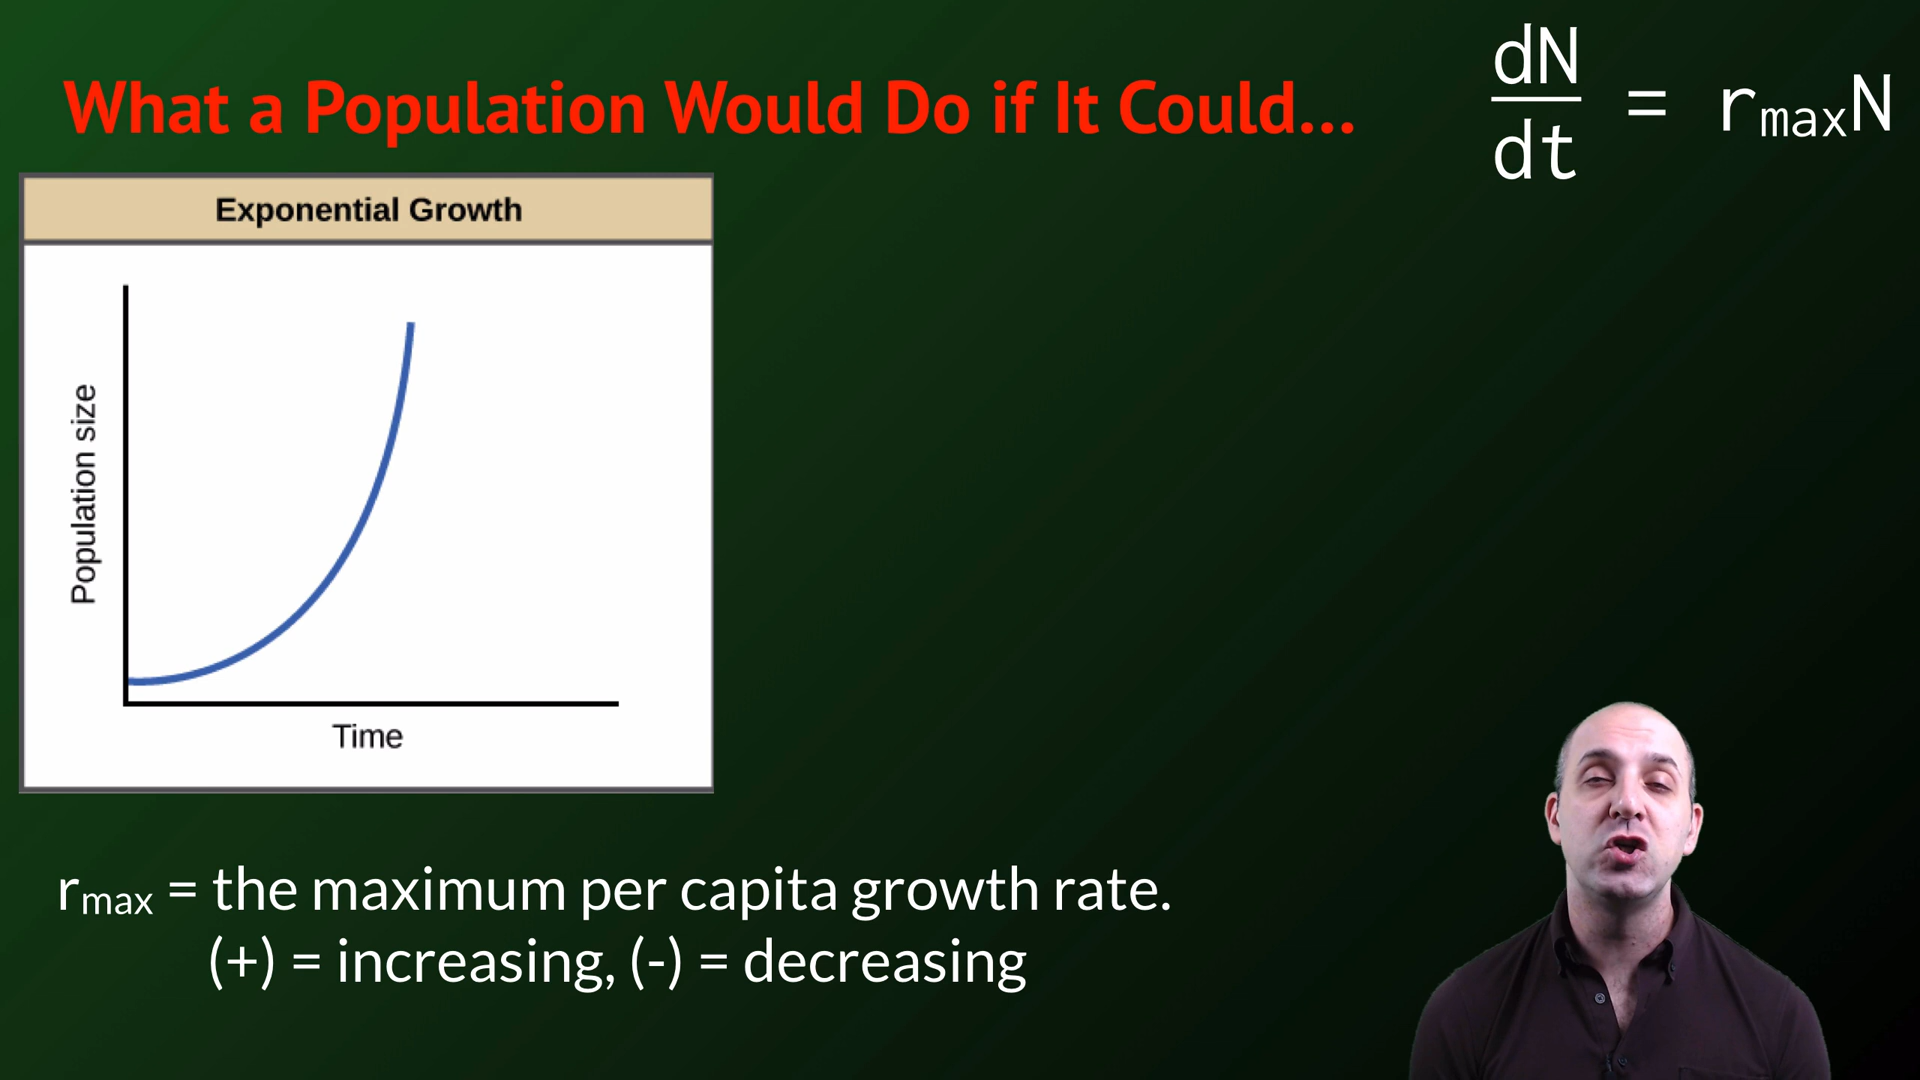 What a Population Would Do if It Could...
dN
dt
= rmaxN
Exponential Growth
Population size
Time
rmax = the maximum per capita growth rate.
(+) = increasing, (-) = decreasing